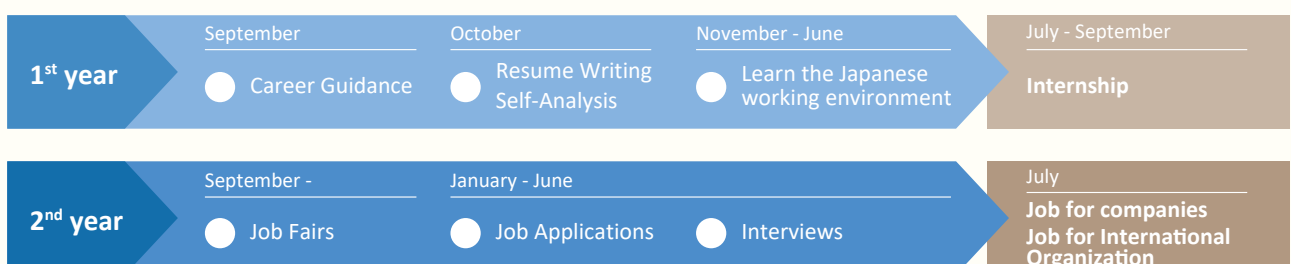 1st year
September
Career Guidance
October
Resume Writing
Self-Analysis
November - June
Learn the Japanese
working environment
July - September
Internship
2nd year
September -
Job Fairs
January - June
Job Applications
Interviews
July
Job for companies
Job for International
Organization